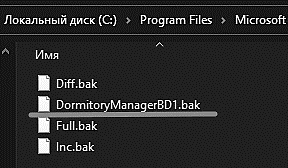 Локальный диск (C:) > Program Files > Microsoft
Имя
Diff.bak
DormitoryManagerBD1.bak
Full.bak
Inc.bak